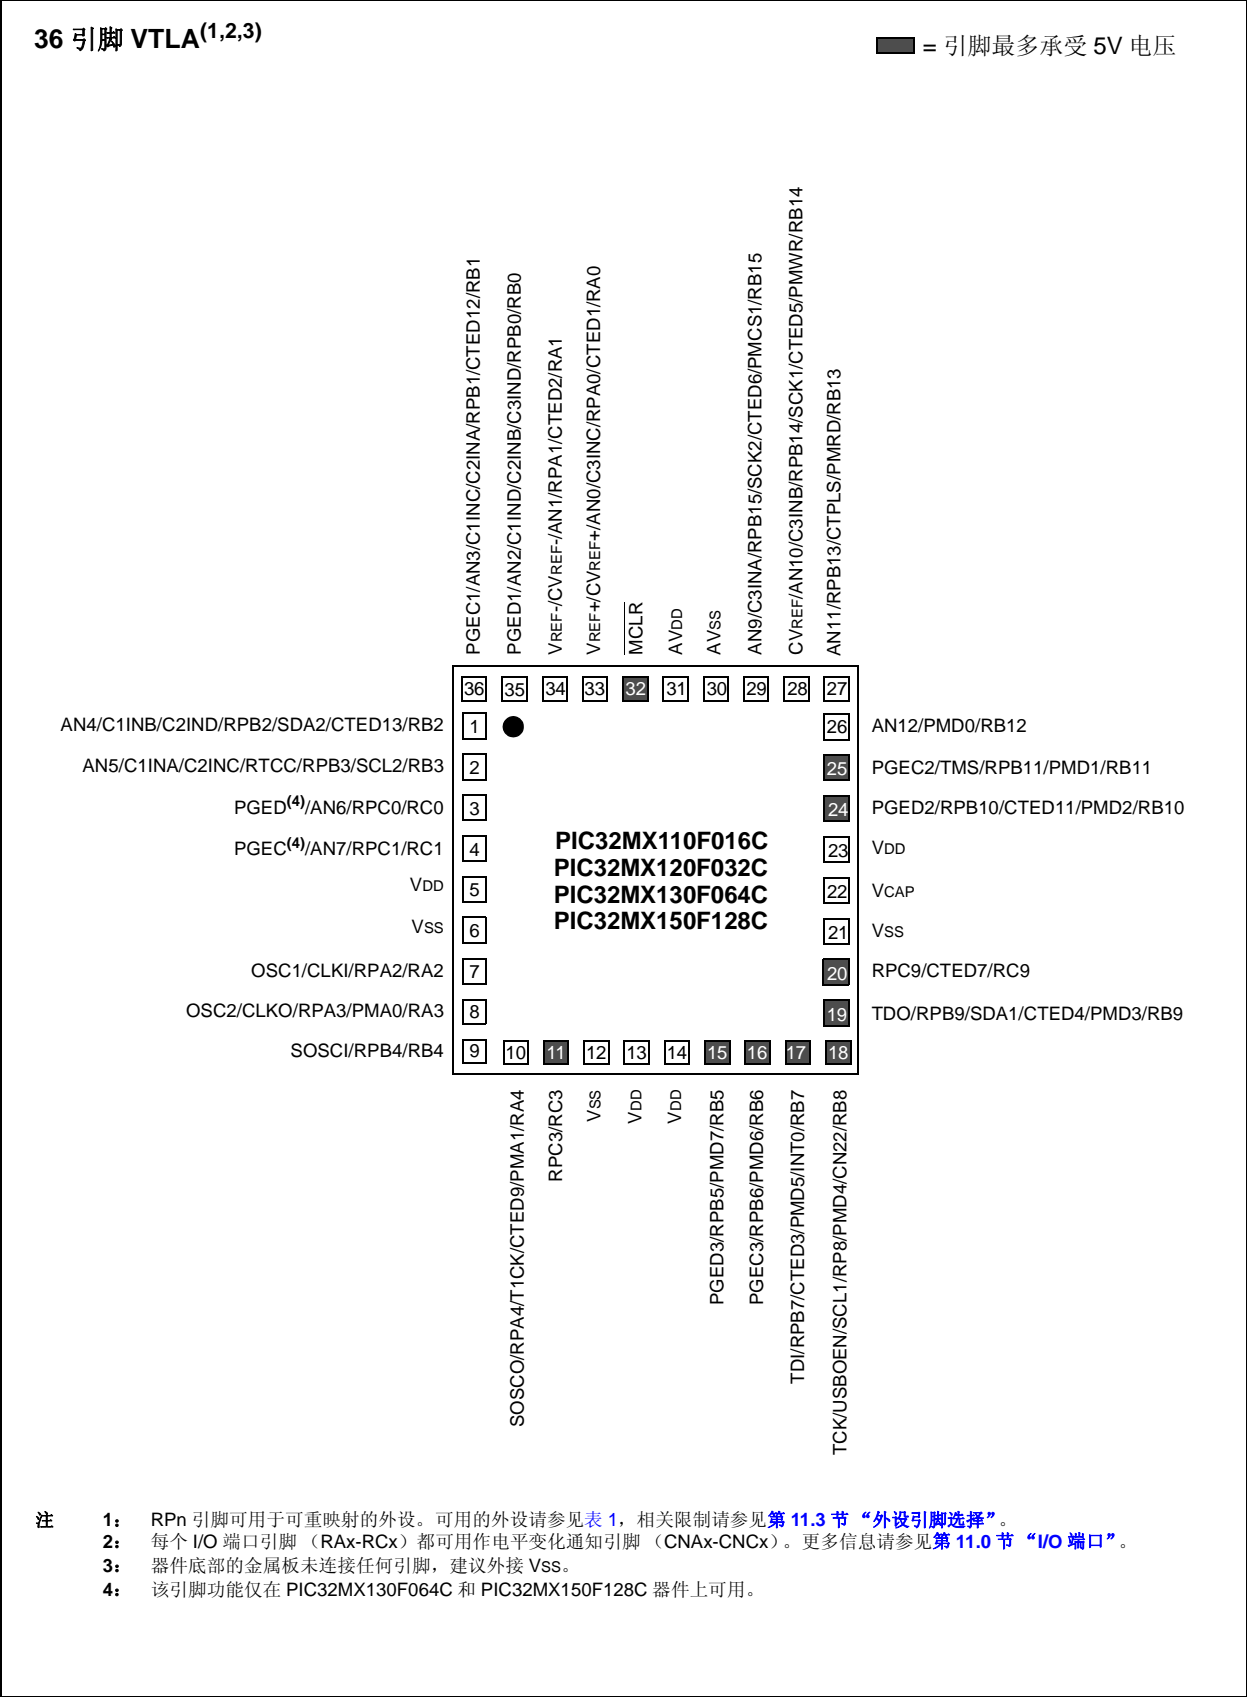 36 引脚 VTLA(1,2,3)
= 引脚最多承受 5V 电压
PGEC1/AN3/C1INC/C2INA/RPB1/CTED12/RB1
PGED1/AN2/C1IND/C2INB/C3IND/RPB0/RB0
VREF-/CVREF-/AN1/RPA1/CTED2/RA1
VREF+/CVREF+/AN0/C3INC/RPA0/CTED1/RA0
MCLR
AVDD
AVSS
AN9/C3INA/RPB15/SCK2/CTED6/PMCS1/RB15
CVREF/AN10/C3INB/RPB14/SCK1/CTED5/PMWR/RB14
AN11/RPB13/CTPLS/PMRD/RB13
36 35 34 33 32 31 30 29 28 27
AN4/C1INB/C2IND/RPB2/SDA2/CTED13/RB2 1
26 AN12/PMD0/RB12
AN5/C1INA/C2INC/RTCC/RPB3/SCL2/RB3 2
25 PGEC2/TMS/RPB11/PMD1/RB11
PGED(4)/AN6/RPC0/RC0 3
24 PGED2/RPB10/CTED11/PMD2/RB10
PGEC(4)/AN7/RPC1/RC1 4
23 VDD
VDD 5
22 VCAP
VSS 6
21 VSS
OSC1/CLKI/RPA2/RA2 7
20 RPC9/CTED7/RC9
OSC2/CLKO/RPA3/PMA0/RA3 8
19 TDO/RPB9/SDA1/CTED4/PMD3/RB9
SOSCI/RPB4/RB4 9
PIC32MX110F016C
PIC32MX120F032C
PIC32MX130F064C
PIC32MX150F128C
10 11 12 13 14 15 16 17 18
SOSCO/RPA4/T1CK/CTED9/PMA1/RA4
RPC3/RC3
VSS
VDD
VDD
PGED3/RPB5/PMD7/RB5
PGEC3/RPB6/PMD6/RB6
TDI/RPB7/CTED3/PMD5/INT0/RB7
TCK/USBOEN/SCL1/RP8/PMD4/CN22/RB8
注 1： RPn 引脚可用于可重映射的外设。可用的外设请参见表 1，相关限制请参见第 11.3 节 “外设引脚选择”。
2： 每个 I/O 端口引脚 （RAx-RCx）都可用作电平变化通知引脚 （CNAx-CNCx）。更多信息请参见第 11.0 节 “I/O 端口”。
3： 器件底部的金属板未连接任何引脚，建议外接 Vss。
4： 该引脚功能仅在 PIC32MX130F064C 和 PIC32MX150F128C 器件上可用。